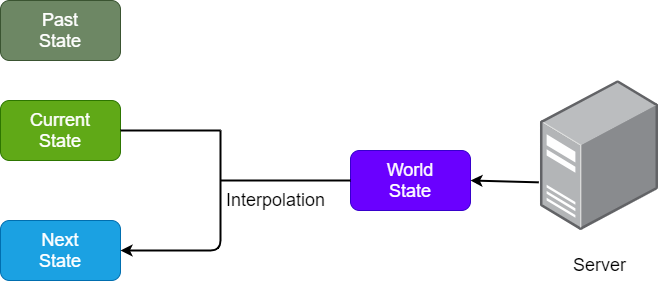 Past
State
Current
State
World
State
Interpolation
Next
State
Server